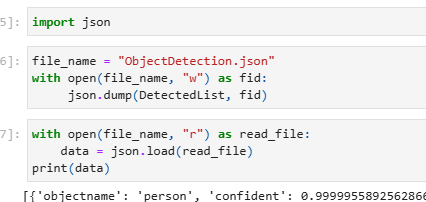 5]: import json
6]: file_name = "ObjectDetection.json"
with open(file_name, "w") as fid:
json.dump(DetectedList, fid)
7]: with open(file_name, "r") as read_file:
data = json.load(read_file)
print(data)
[{'objectname': 'person', 'confident': 0.9999955892562866